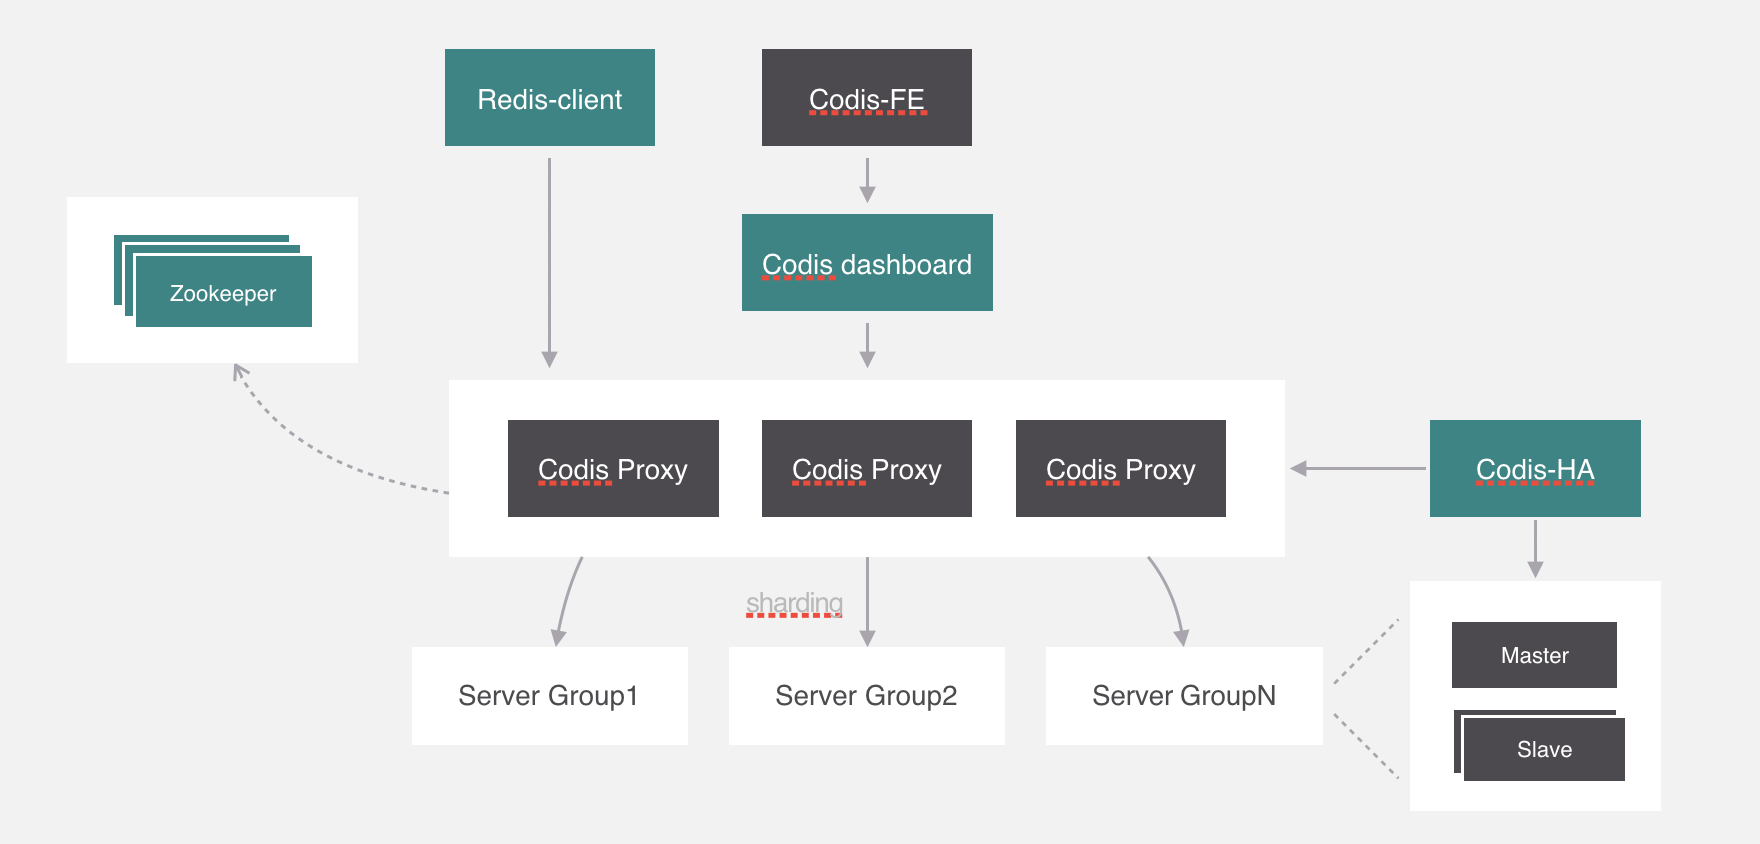 Redis-client
Codis-FE
Codis dashboard
Zookeeper
Codis Proxy
Codis Proxy
Codis Proxy
Codis-HA
sharding
Server Group1
Server Group2
Server GroupN
Master
Slave